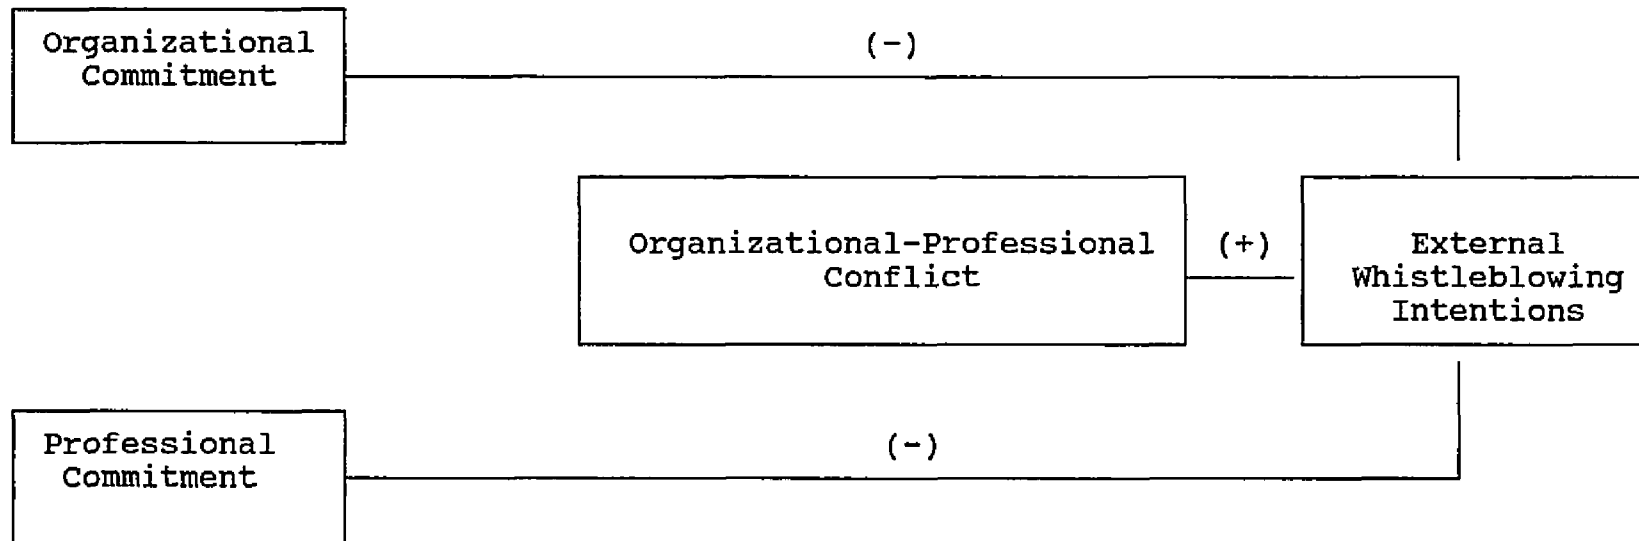 Organizational
Commitment
(-)
Organizational-Professional
Conflict
(+)
External
Whistleblowing
Intentions
Professional
Commitment
(-)